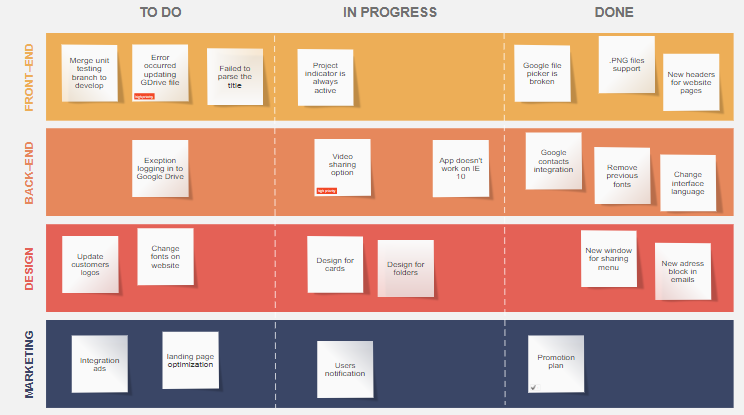 TO DO
IN PROGRESS
DONE
FRONT-END
Merge unit
testing
branch to
develop
Error
occurred
updating
GDrive file
high priority
Failed to
parse the
title
Project
indicator is
always
active
Google file
picker is
broken
.PNG files
support
New headers
for website
pages
BACK-END
Exeption
logging in to
Google Drive
Video
sharing
option
high priority
App doesn't
work on IE
10
Google
contacts
integration
Remove
previous
fonts
Change
interface
language
DESIGN
Update
customers
logos
Change
fonts on
website
Design for
cards
Design for
folders
New window
for sharing
menu
New adress
block in
emails
MARKETING
Integration
ads
landing page
optimization
Users
notification
Promotion
plan